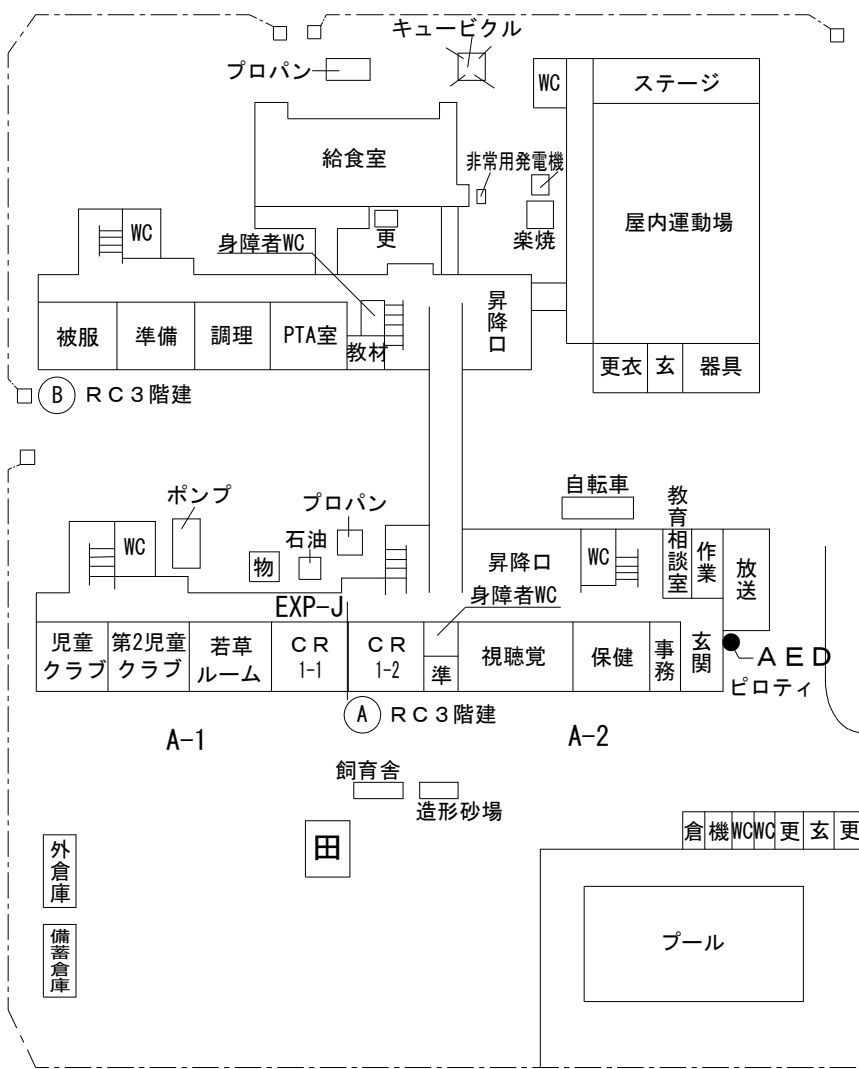 キュービクル
プロパン
WC
ステージ
給食室
非常用発電機
屋内運動場
楽焼
更
身障者WC
WC
昇降口
被服
準備
調理
PTA室
教材
更衣
玄
器具
B
RC3階建
ポンプ
プロパン
石油
物
WC
自転車
教育相談室
作業
放送
昇降口
WC
身障者WC
EXP-J
児童
クラブ
第2児童
クラブ
若草
ルーム
CR
1-1
CR
1-2
準
視聴覚
保健
事務
玄関
AED
ピロティ
A
RC3階建
A-1
A-2
飼育舎
造形砂場
田
外倉庫
備蓄倉庫
倉
機
WC
WC
更
玄
更
プール